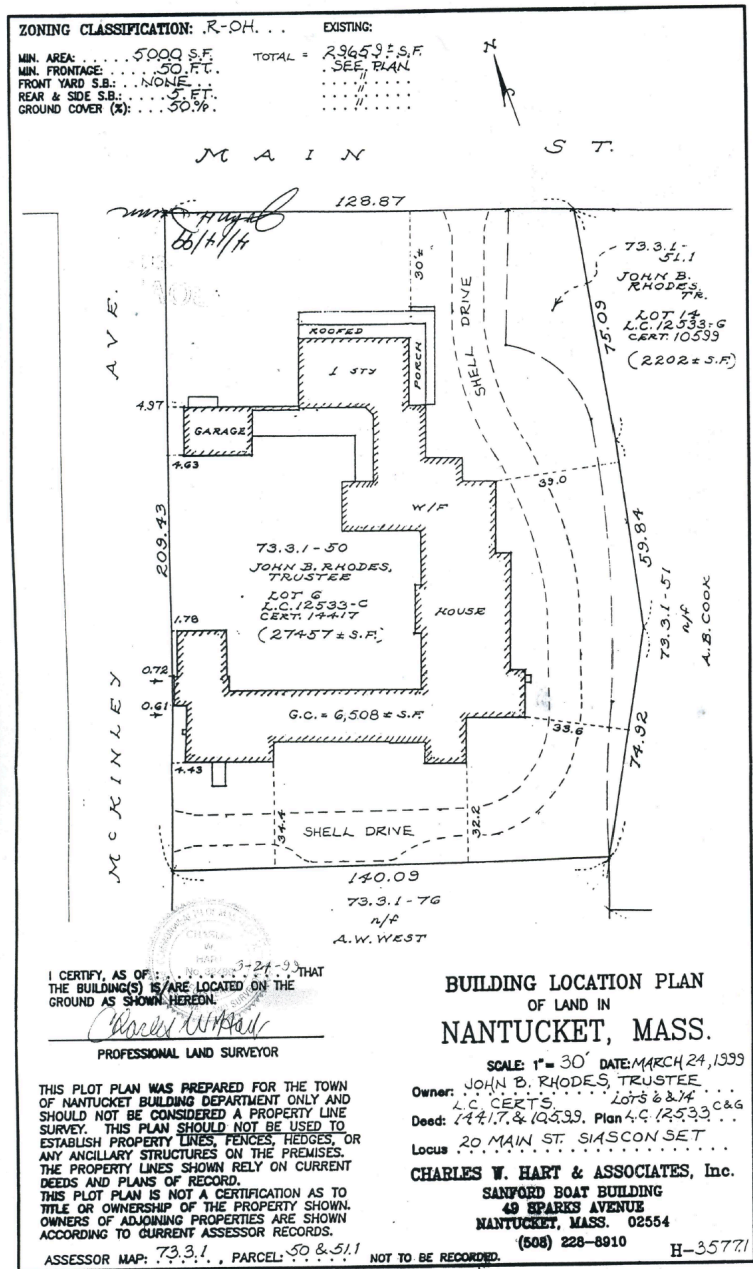 ZONING CLASSIFICATION: R-OH. . .
EXISTING:
MIN. AREA: . . . . . 5000 S.F.
TOTAL = 29659± S.F.
MIN. FRONTAGE: . . . . 50 FT.
SEE PLAN
FRONT YARD S.B.: . . NONE . . .
"
REAR & SIDE S.B.: . . . 5 FT.
"
GROUND COVER (%): . . . 50% .
"
N
MAIN ST.
128.87
4/14/99
30'±
73.3.1-
51.1
JOHN B.
RHODES,
TR.
LOT 14
L.C. 12533-G
CERT. 10599
(2202± S.F.)
75.09
SHELL DRIVE
ROOFED
PORCH
1 STY
4.97
GARAGE
4.63
39.0
W/F
59.84
209.43
73.3.1-50
JOHN B. RHODES,
TRUSTEE
LOT 6
L.C. 12533-C
CERT. 14417
(27457± S.F.)
HOUSE
73.3.1-51
n/f
A.B. COOK
1.78
0.72
0.61
G.C. = 6,508± S.F.
33.6
74.92
4.43
34.4
SHELL DRIVE
32.2
McKINLEY AVE.
140.09
73.3.1-76
n/f
A.W. WEST
CHARLES
W.
HART
I CERTIFY, AS OF : . . . 3-24-99 THAT
THE BUILDING(S) IS/ARE LOCATED ON THE
GROUND AS SHOWN HEREON.
Charles W Hart
PROFESSIONAL LAND SURVEYOR
THIS PLOT PLAN WAS PREPARED FOR THE TOWN
OF NANTUCKET BUILDING DEPARTMENT ONLY AND
SHOULD NOT BE CONSIDERED A PROPERTY LINE
SURVEY. THIS PLAN SHOULD NOT BE USED TO
ESTABLISH PROPERTY LINES, FENCES, HEDGES, OR
ANY ANCILLARY STRUCTURES ON THE PREMISES.
THE PROPERTY LINES SHOWN RELY ON CURRENT
DEEDS AND PLANS OF RECORD.
THIS PLOT PLAN IS NOT A CERTIFICATION AS TO
TITLE OR OWNERSHIP OF THE PROPERTY SHOWN.
OWNERS OF ADJOINING PROPERTIES ARE SHOWN
ACCORDING TO CURRENT ASSESSOR RECORDS.
ASSESSOR MAP: 73.3.1 . , PARCEL: 50 & 51.1 NOT TO BE RECORDED.
BUILDING LOCATION PLAN
OF LAND IN
NANTUCKET, MASS.
SCALE: 1"= 30' DATE: MARCH 24, 1999
Owner: JOHN B. RHODES, TRUSTEE
L.C. CERTS. LOTS 6 & 14
Deed: 14417 & 10599. Plan L.C. 12533 C&G
Locus 20 MAIN ST. SIASCONSET
CHARLES W. HART & ASSOCIATES, Inc.
SANFORD BOAT BUILDING
49 SPARKS AVENUE
NANTUCKET, MASS. 02554
(508) 228-8910
H-3577.1